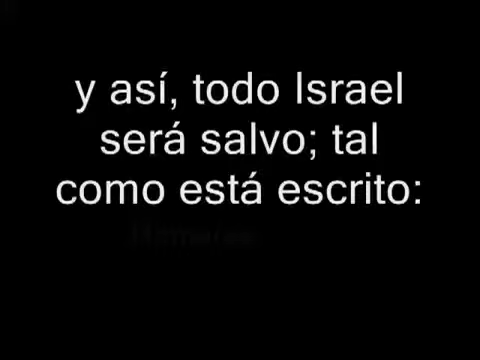 y así, todo Israel
será salvo; tal
como está escrito: